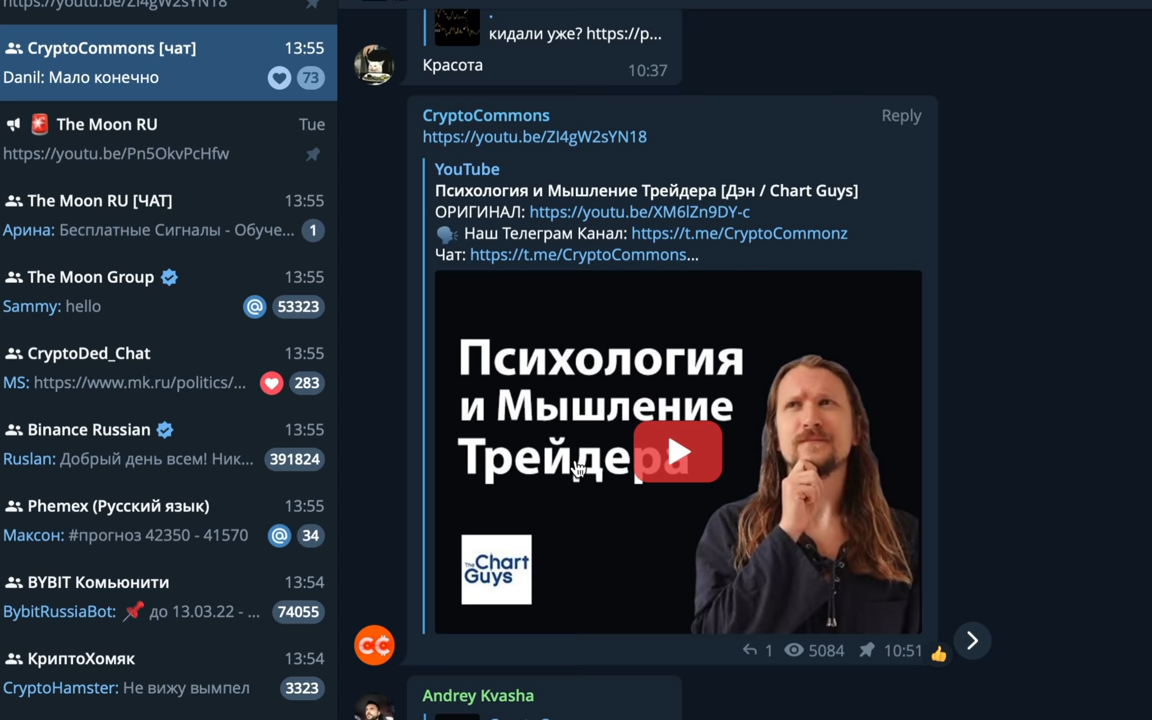 https://youtu.be/ZI4gW2sYN18
CryptoCommons [чат] 13:55
Danil: Мало конечно 73
The Moon RU Tue
https://youtu.be/Pn5OkvPcHfw
The Moon RU [ЧАТ] 13:55
Арина: Бесплатные Сигналы - Обуче... 1
The Moon Group 13:55
Sammy: hello @ 53323
CryptoDed_Chat 13:55
MS: https://www.mk.ru/politics/... 283
Binance Russian 13:55
Ruslan: Добрый день всем! Ник... 391824
Phemex (Русский язык) 13:55
Максон: #прогноз 42350 - 41570 @ 34
BYBIT Комьюнити 13:54
BybitRussiaBot: 📌 до 13.03.22 - ... 74055
КриптоХомяк 13:54
CryptoHamster: Не вижу вымпел 3323
кидали уже? https://p...
Красота 10:37
CryptoCommons Reply
https://youtu.be/ZI4gW2sYN18
YouTube
Психология и Мышление Трейдера [Дэн / Chart Guys]
ОРИГИНАЛ: https://youtu.be/XM6lZn9DY-c
🗣 Наш Телеграм Канал: https://t.me/CryptoCommonz
Чат: https://t.me/CryptoCommons...
Психология
и Мышление
Трейдера
The Chart
Guys
1 5084 10:51 👍
Andrey Kvasha